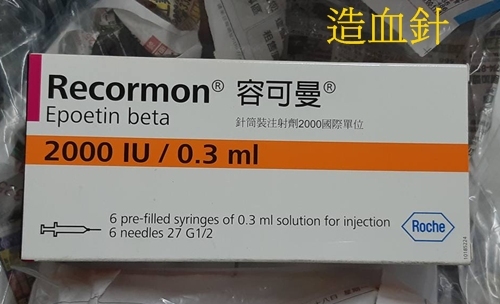 造血針
Recormon® 容可曼®
Epoetin beta
針筒裝注射劑2000國際單位
2000 IU / 0.3 ml
6 pre-filled syringes of 0.3 ml solution for injection
6 needles 27 G1/2
Roche